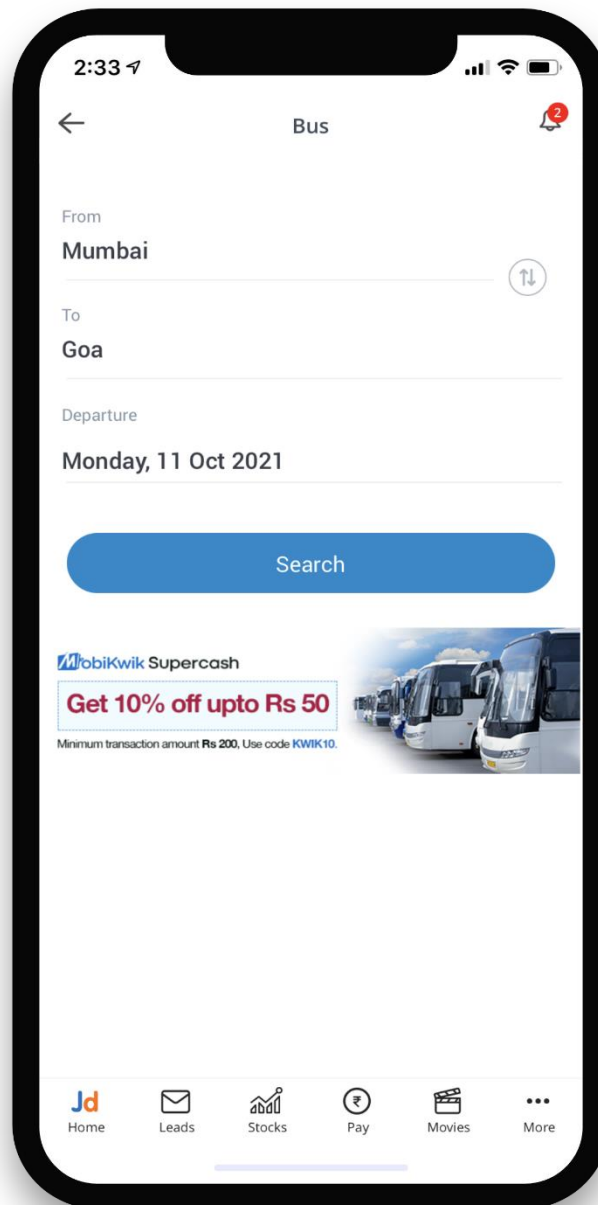 2:33
Bus
2
From
Mumbai
To
Goa
Departure
Monday, 11 Oct 2021
Search
MobiKwik Supercash
Get 10% off upto Rs 50
Minimum transaction amount Rs 200, Use code KWIK10.
Jd
Home Leads Stocks Pay Movies More